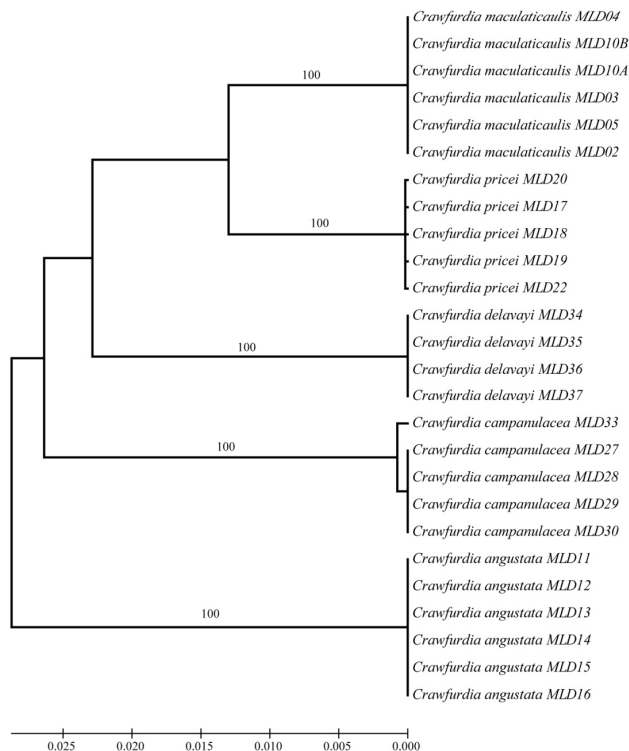 Crawfurdia maculaticaulis MLD04
Crawfurdia maculaticaulis MLD10B
Crawfurdia maculaticaulis MLD10A
100
Crawfurdia maculaticaulis MLD03
Crawfurdia maculaticaulis MLD05
Crawfurdia maculaticaulis MLD02
Crawfurdia pricei MLD20
Crawfurdia pricei MLD17
100
Crawfurdia pricei MLD18
Crawfurdia pricei MLD19
Crawfurdia pricei MLD22
Crawfurdia delavayi MLD34
Crawfurdia delavayi MLD35
100
Crawfurdia delavayi MLD36
Crawfurdia delavayi MLD37
Crawfurdia campanulacea MLD33
100
Crawfurdia campanulacea MLD27
Crawfurdia campanulacea MLD28
Crawfurdia campanulacea MLD29
Crawfurdia campanulacea MLD30
Crawfurdia angustata MLD11
Crawfurdia angustata MLD12
100
Crawfurdia angustata MLD13
Crawfurdia angustata MLD14
Crawfurdia angustata MLD15
Crawfurdia angustata MLD16
0.025 0.020 0.015 0.010 0.005 0.000